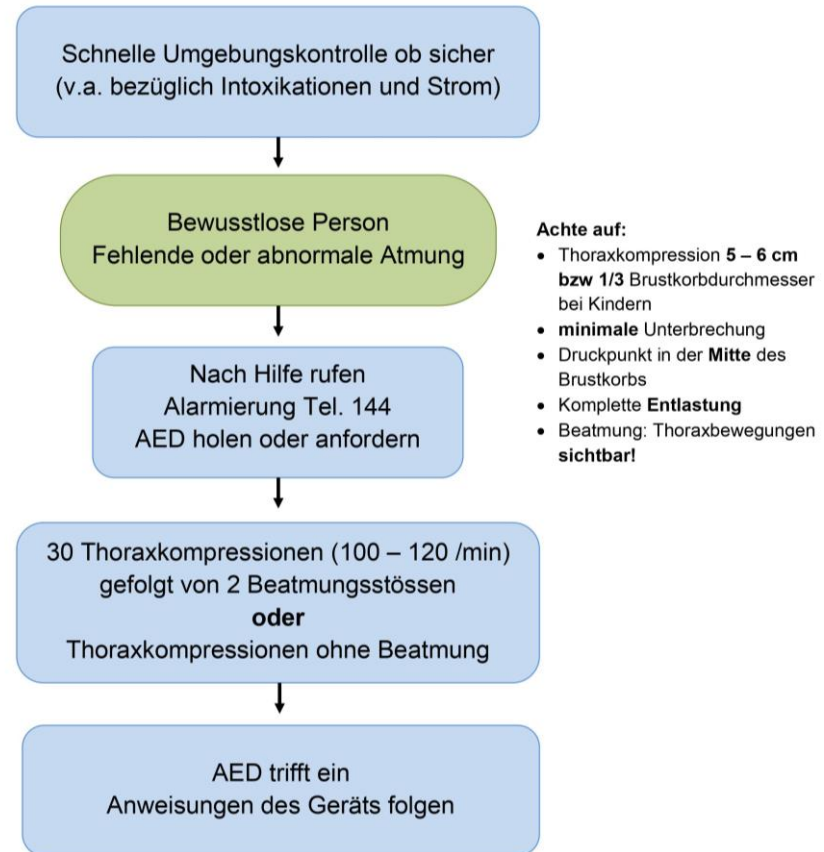 Schnelle Umgebungskontrolle ob sicher
(v.a. bezüglich Intoxikationen und Strom)
Bewusstlose Person
Fehlende oder abnormale Atmung
Nach Hilfe rufen
Alarmierung Tel. 144
AED holen oder anfordern
30 Thoraxkompressionen (100 – 120 /min)
gefolgt von 2 Beatmungsstössen
oder
Thoraxkompressionen ohne Beatmung
AED trifft ein
Anweisungen des Geräts folgen
Achte auf:
• Thoraxkompression 5 – 6 cm
bzw 1/3 Brustkorbdurchmesser
bei Kindern
• minimale Unterbrechung
• Druckpunkt in der Mitte des
Brustkorbs
• Komplette Entlastung
• Beatmung: Thoraxbewegungen
sichtbar!